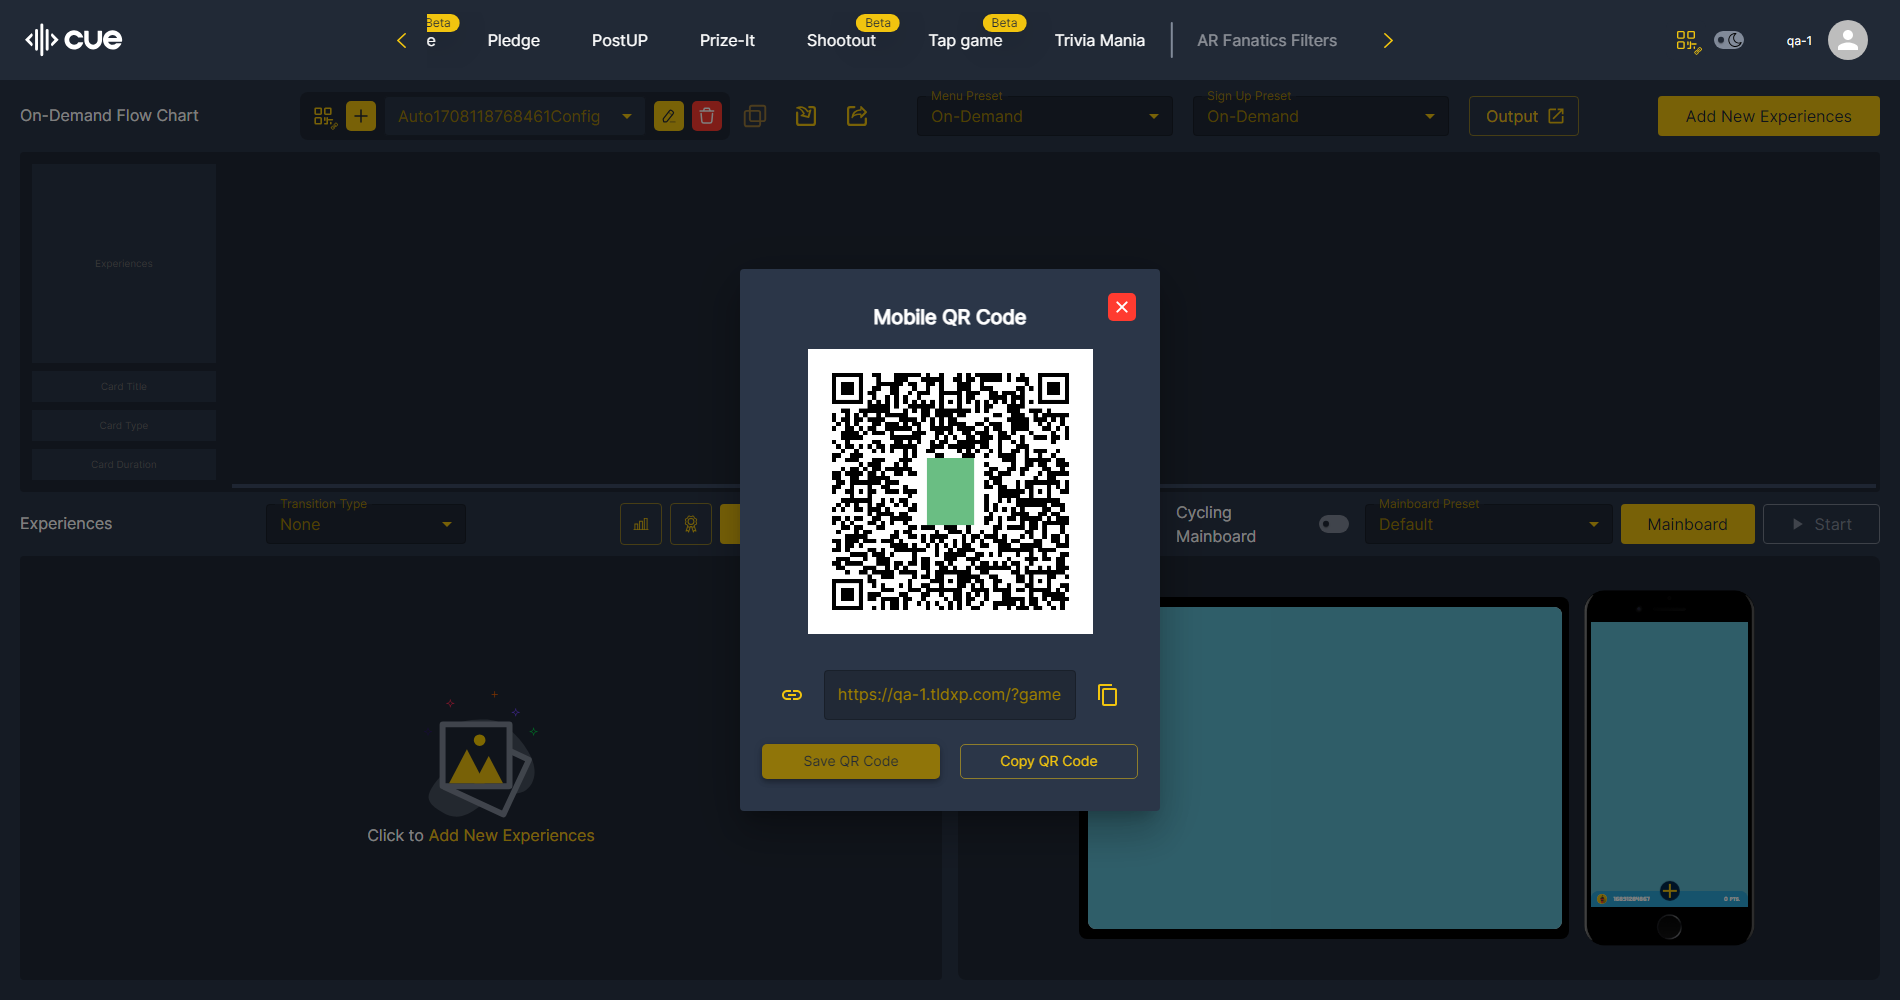 cue
e
Beta
Pledge
PostUP
Prize-It
Shootout
Beta
Tap game
Beta
Trivia Mania
AR Fanatics Filters
qa-1
On-Demand Flow Chart
Auto1708118768461Config
Menu Preset
On-Demand
Sign Up Preset
On-Demand
Output
Add New Experiences
Experiences
Card Title
Card Type
Card Duration
Mobile QR Code
https://qa-1.tldxp.com/?game
Save QR Code
Copy QR Code
Experiences
Transition Type
None
Cycling
Mainboard
Mainboard Preset
Default
Mainboard
Start
Click to Add New Experiences
0 PTS.